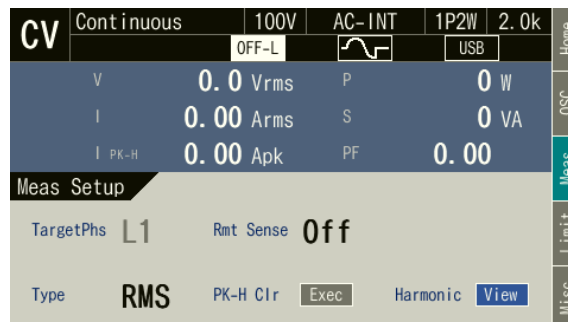 CV Continuous 100V AC-INT 1P2W 2.0k
OFF-L USB
V 0.0 Vrms P 0 W
I 0.00 Arms S 0 VA
I PK-H 0.00 Apk PF 0.00
Meas Setup
TargetPhs L1 Rmt Sense Off
Type RMS PK-H Clr Exec Harmonic View
Home
OSC
Meas
Limit
Misc